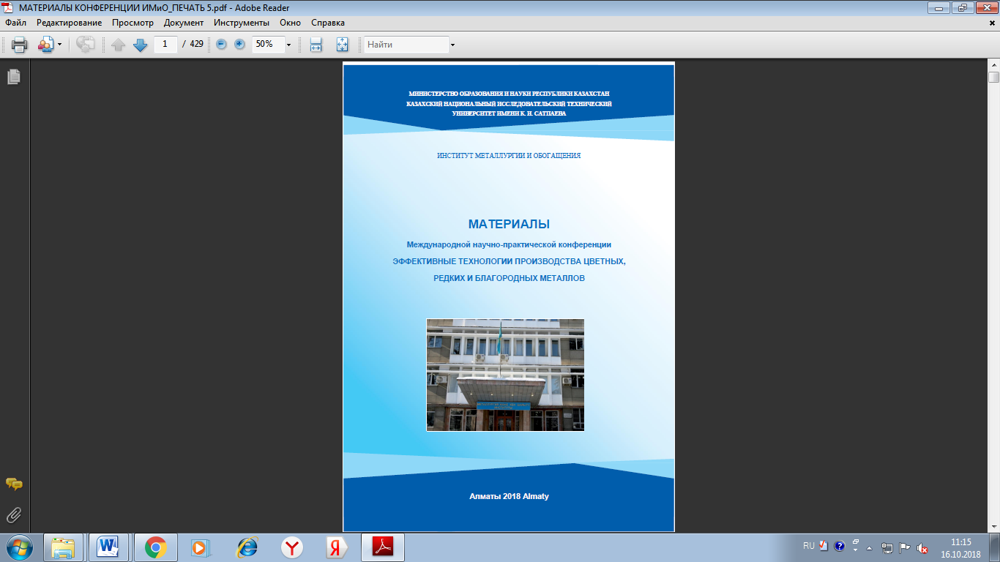 МАТЕРИАЛЫ КОНФЕРЕНЦИИ ИМиО_ПЕЧАТЬ 5.pdf - Adobe Reader
Файл Редактирование Просмотр Документ Инструменты Окно Справка
1 / 429 50% Найти
МИНИСТЕРСТВО ОБРАЗОВАНИЯ И НАУКИ РЕСПУБЛИКИ КАЗАХСТАН
КАЗАХСКИЙ НАЦИОНАЛЬНЫЙ ИССЛЕДОВАТЕЛЬСКИЙ ТЕХНИЧЕСКИЙ
УНИВЕРСИТЕТ ИМЕНИ К. И. САТПАЕВА
ИНСТИТУТ МЕТАЛЛУРГИИ И ОБОГАЩЕНИЯ
МАТЕРИАЛЫ
Международной научно-практической конференции
ЭФФЕКТИВНЫЕ ТЕХНОЛОГИИ ПРОИЗВОДСТВА ЦВЕТНЫХ,
РЕДКИХ И БЛАГОРОДНЫХ МЕТАЛЛОВ
Алматы 2018 Almaty
RU
11:15
16.10.2018